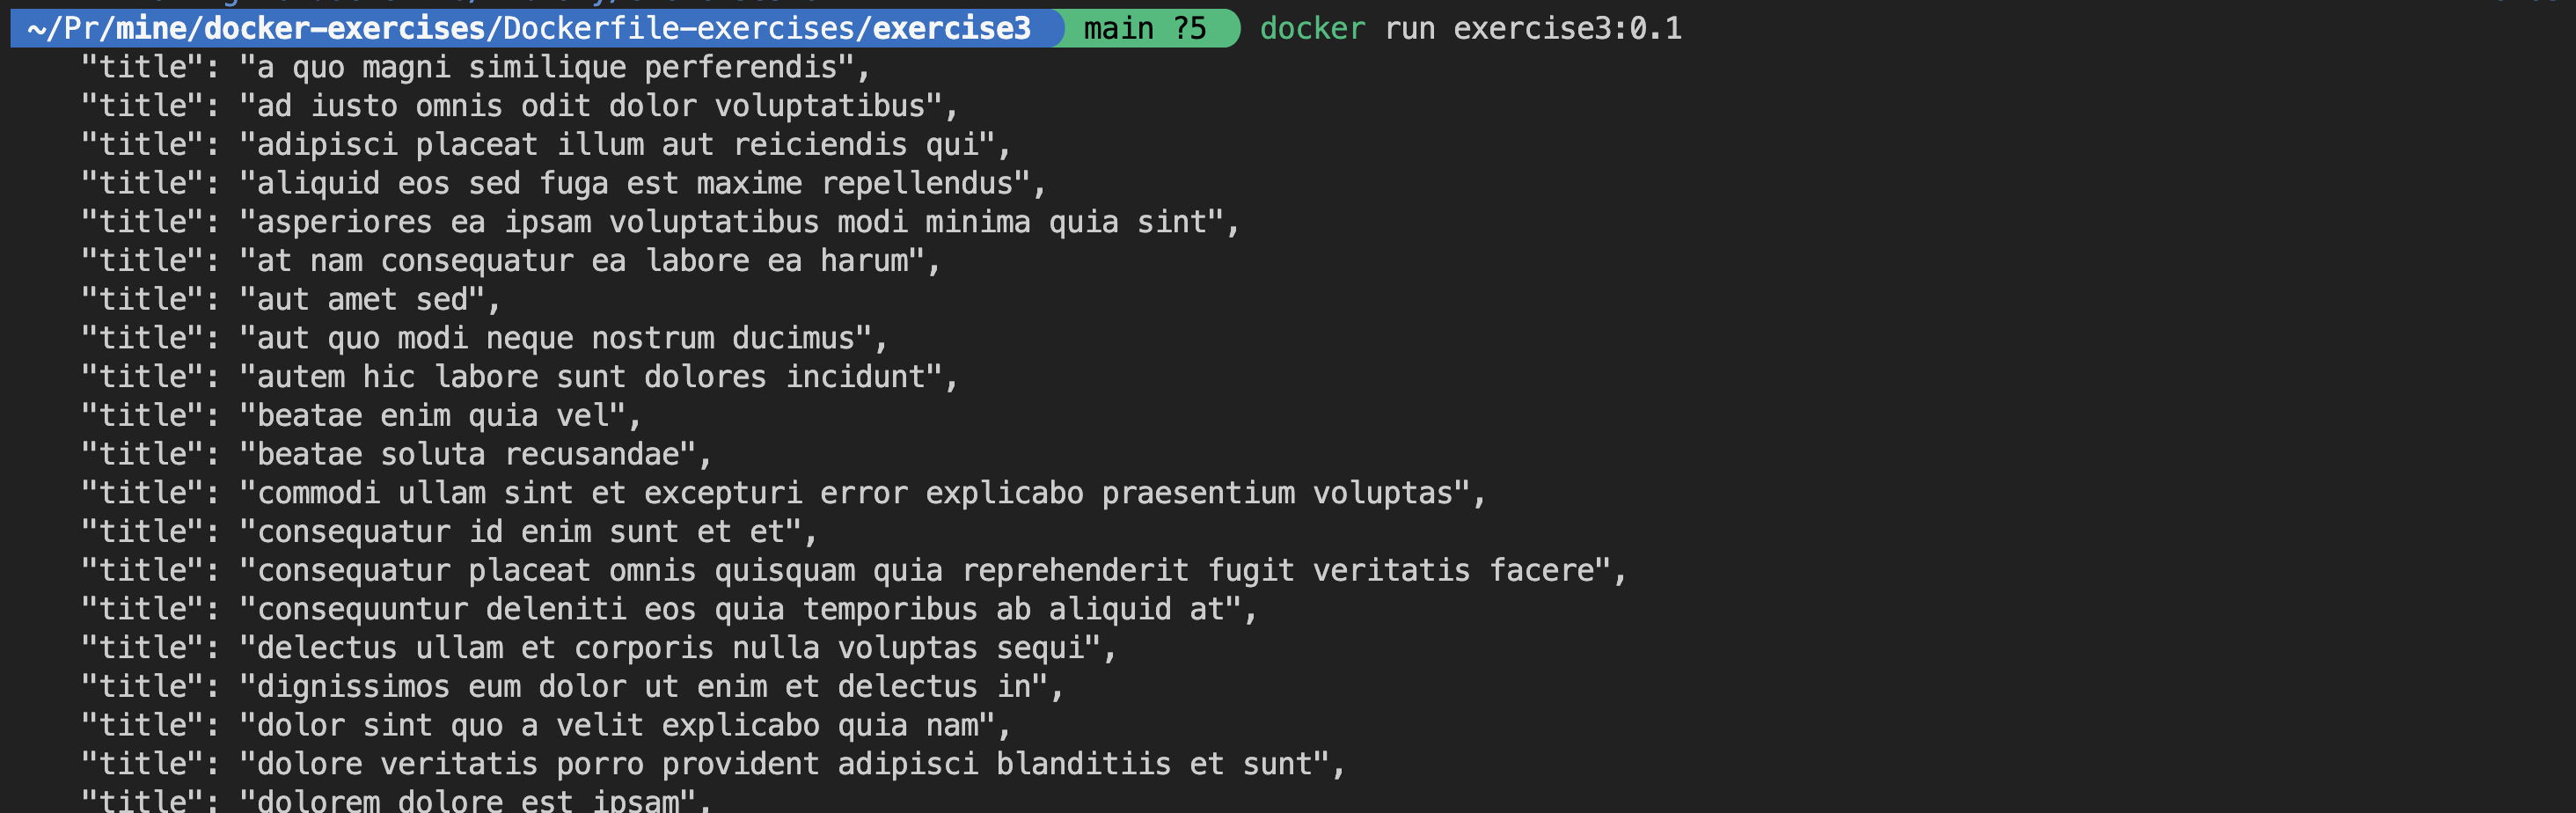 ~/Pr/mine/docker-exercises/Dockerfile-exercises/exercise3 main ?5 docker run exercise3:0.1
"title": "a quo magni similique perferendis",
"title": "ad iusto omnis odit dolor voluptatibus",
"title": "adipisci placeat illum aut reiciendis qui",
"title": "aliquid eos sed fuga est maxime repellendus",
"title": "asperiores ea ipsam voluptatibus modi minima quia sint",
"title": "at nam consequatur ea labore ea harum",
"title": "aut amet sed",
"title": "aut quo modi neque nostrum ducimus",
"title": "autem hic labore sunt dolores incidunt",
"title": "beatae enim quia vel",
"title": "beatae soluta recusandae",
"title": "commodi ullam sint et excepturi error explicabo praesentium voluptas",
"title": "consequatur id enim sunt et et",
"title": "consequatur placeat omnis quisquam quia reprehenderit fugit veritatis facere",
"title": "consequuntur deleniti eos quia temporibus ab aliquid at",
"title": "delectus ullam et corporis nulla voluptas sequi",
"title": "dignissimos eum dolor ut enim et delectus in",
"title": "dolor sint quo a velit explicabo quia nam",
"title": "dolore veritatis porro provident adipisci blanditiis et sunt",
"title": "dolorem dolore est ipsam",